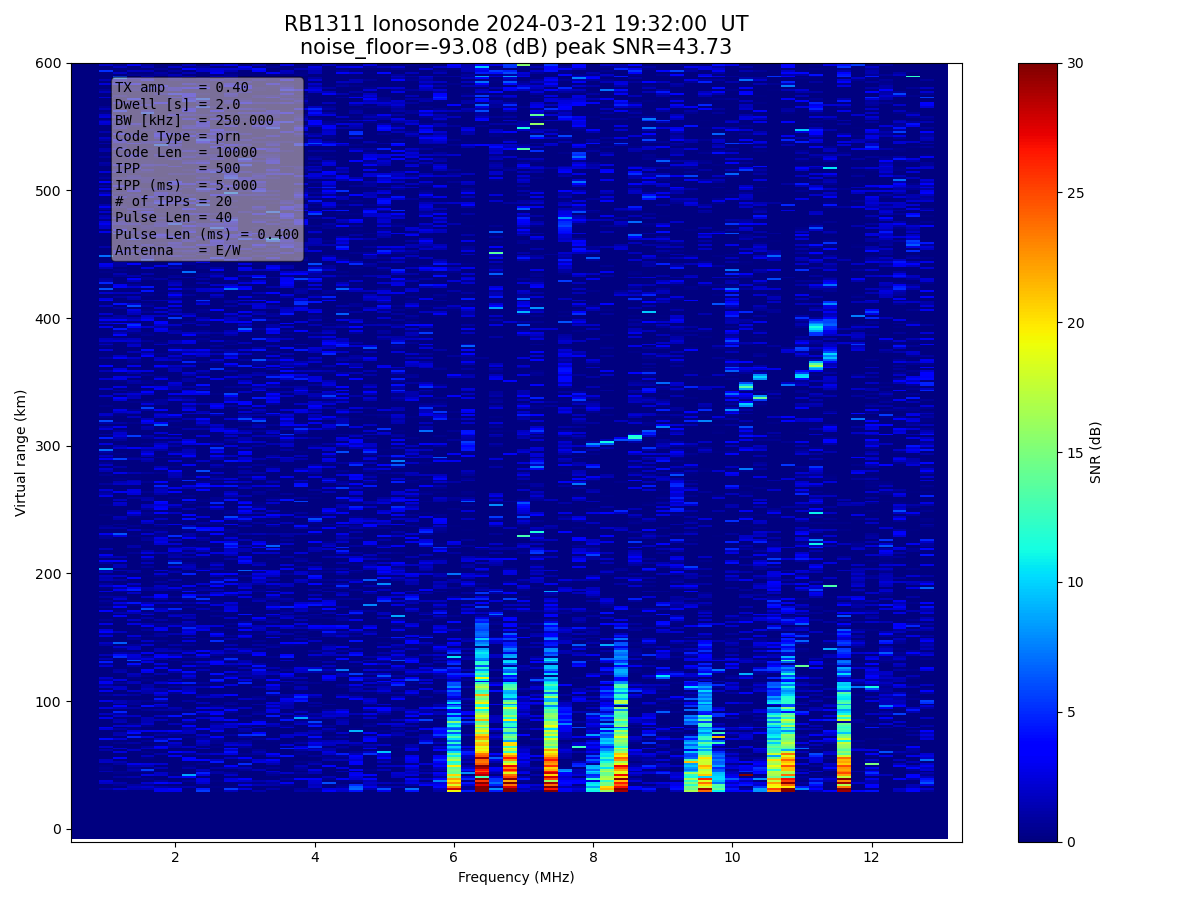 RB1311 Ionosonde 2024-03-21 19:32:00  UT
noise_floor=-93.08 (dB) peak SNR=43.73
TX amp    = 0.40
Dwell [s] = 2.0
BW [kHz]  = 250.000
Code Type = prn
Code Len  = 10000
IPP       = 500
IPP (ms)  = 5.000
# of IPPs = 20
Pulse Len = 40
Pulse Len (ms) = 0.400
Antenna   = E/W
600
500
400
300
200
100
0
Virtual range (km)
2 4 6 8 10 12
Frequency (MHz)
30
25
20
15
10
5
0
SNR (dB)